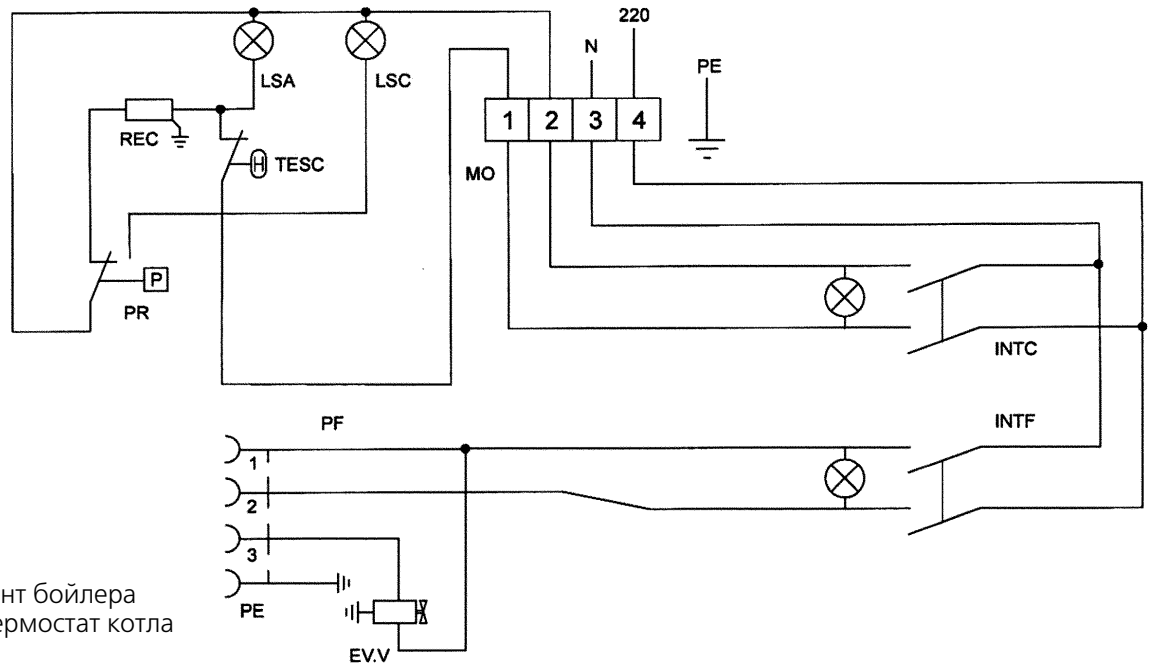 220
N
PE
LSA
LSC
1 2 3 4
REC
TESC
MO
P
PR
INTC
PF
INTF
1
2
3
PE
EV.V
нт бойлера
ермостат котла